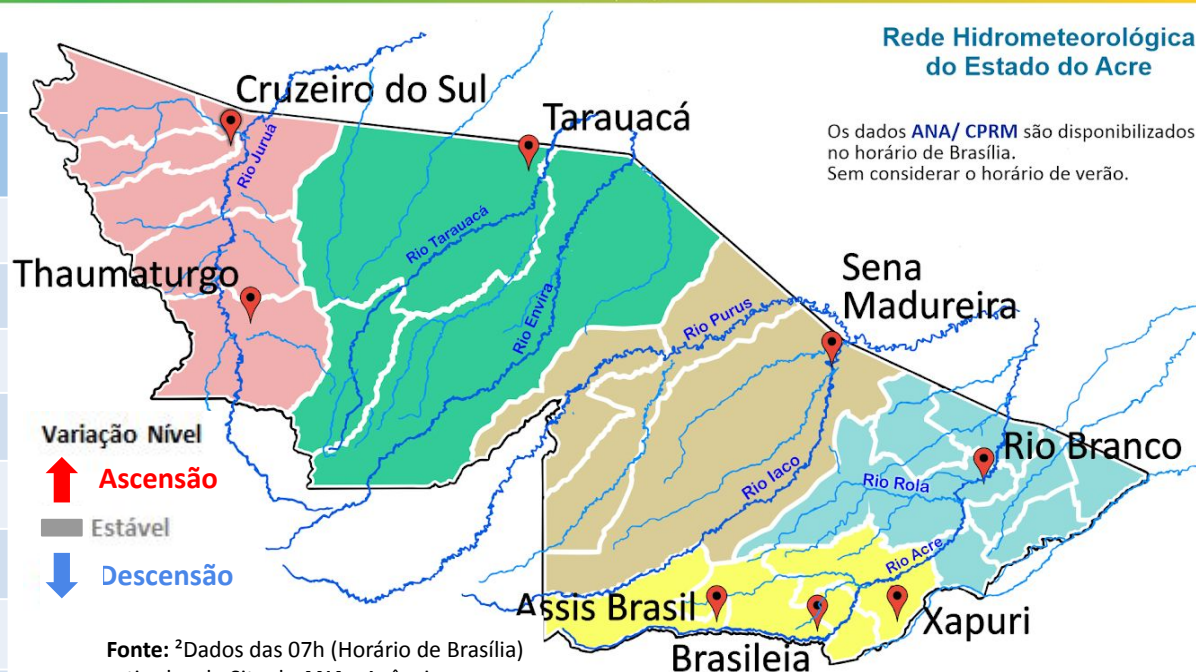 Rede Hidrometeorológica
do Estado do Acre
Os dados ANA/ CPRM são disponibilizados
no horário de Brasília.
Sem considerar o horário de verão.
Cruzeiro do Sul
Tarauacá
Rio Juruá
Rio Tarauacá
Thaumaturgo
Rio Envira
Sena
Madureira
Rio Purus
Variação Nível
Ascensão
Estável
Descensão
Rio Branco
Rio Rola
Rio Iaco
Rio Acre
Assis Brasil
Xapuri
Brasileia
Fonte: ²Dados das 07h (Horário de Brasília)